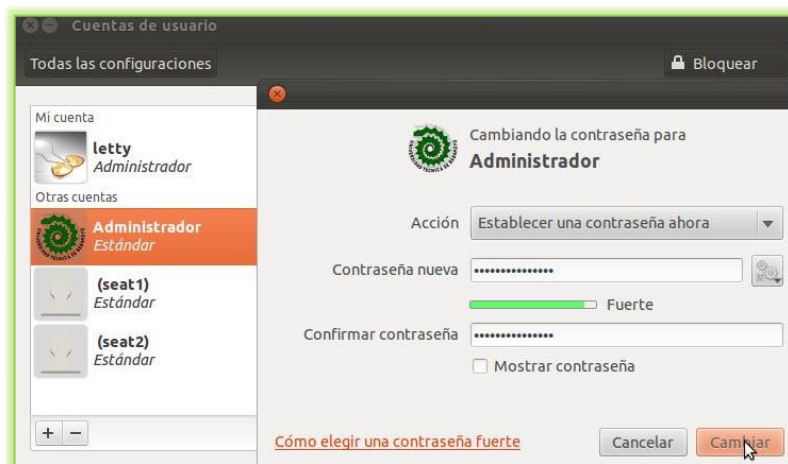 Cuentas de usuario
Todas las configuraciones
Bloquear
Mi cuenta
letty
Administrador
Otras cuentas
Administrador
Estándar
(seat1)
Estándar
(seat2)
Estándar
Cambiando la contraseña para
Administrador
Acción
Establecer una contraseña ahora
Contraseña nueva
•••••••••••••••
Fuerte
Confirmar contraseña
•••••••••••••••
Mostrar contraseña
Cómo elegir una contraseña fuerte
Cancelar
Cambiar